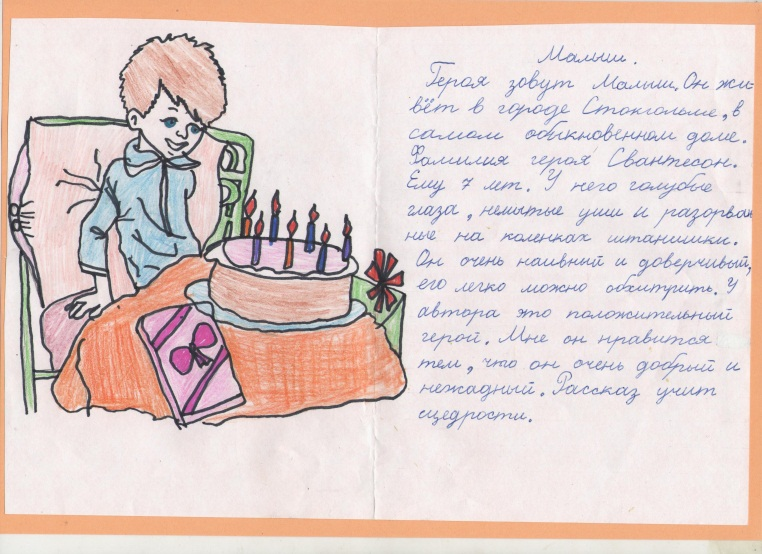 Малыш.
Героя зовут Малыш. Он жи-
вёт в городе Стокгольме, в
самом обыкновенном доме.
Фамилия героя Свантесон.
Ему 7 лет. У него голубые
глаза, немытые уши и разорван
ные на коленках штанишки.
Он очень наивный и доверчивый,
его легко можно обхитрить. У
автора это положительный
герой. Мне он нравится
тем, что он очень добрый и
нежадный. Рассказ учит
щедрости.